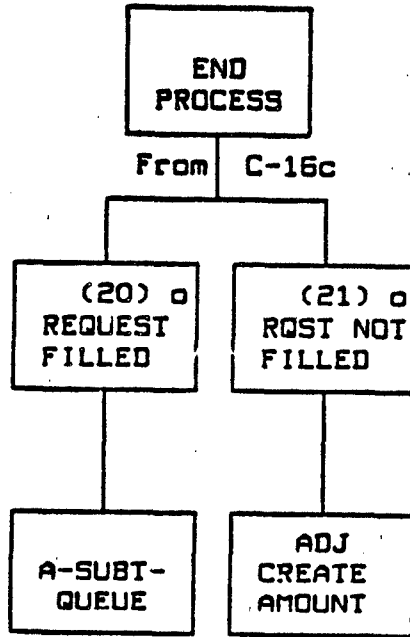 END
PROCESS
From C-16c
(20) o
REQUEST
FILLED
(21) o
RQST NOT
FILLED
A-SUBT-
QUEUE
ADJ
CREATE
AMOUNT